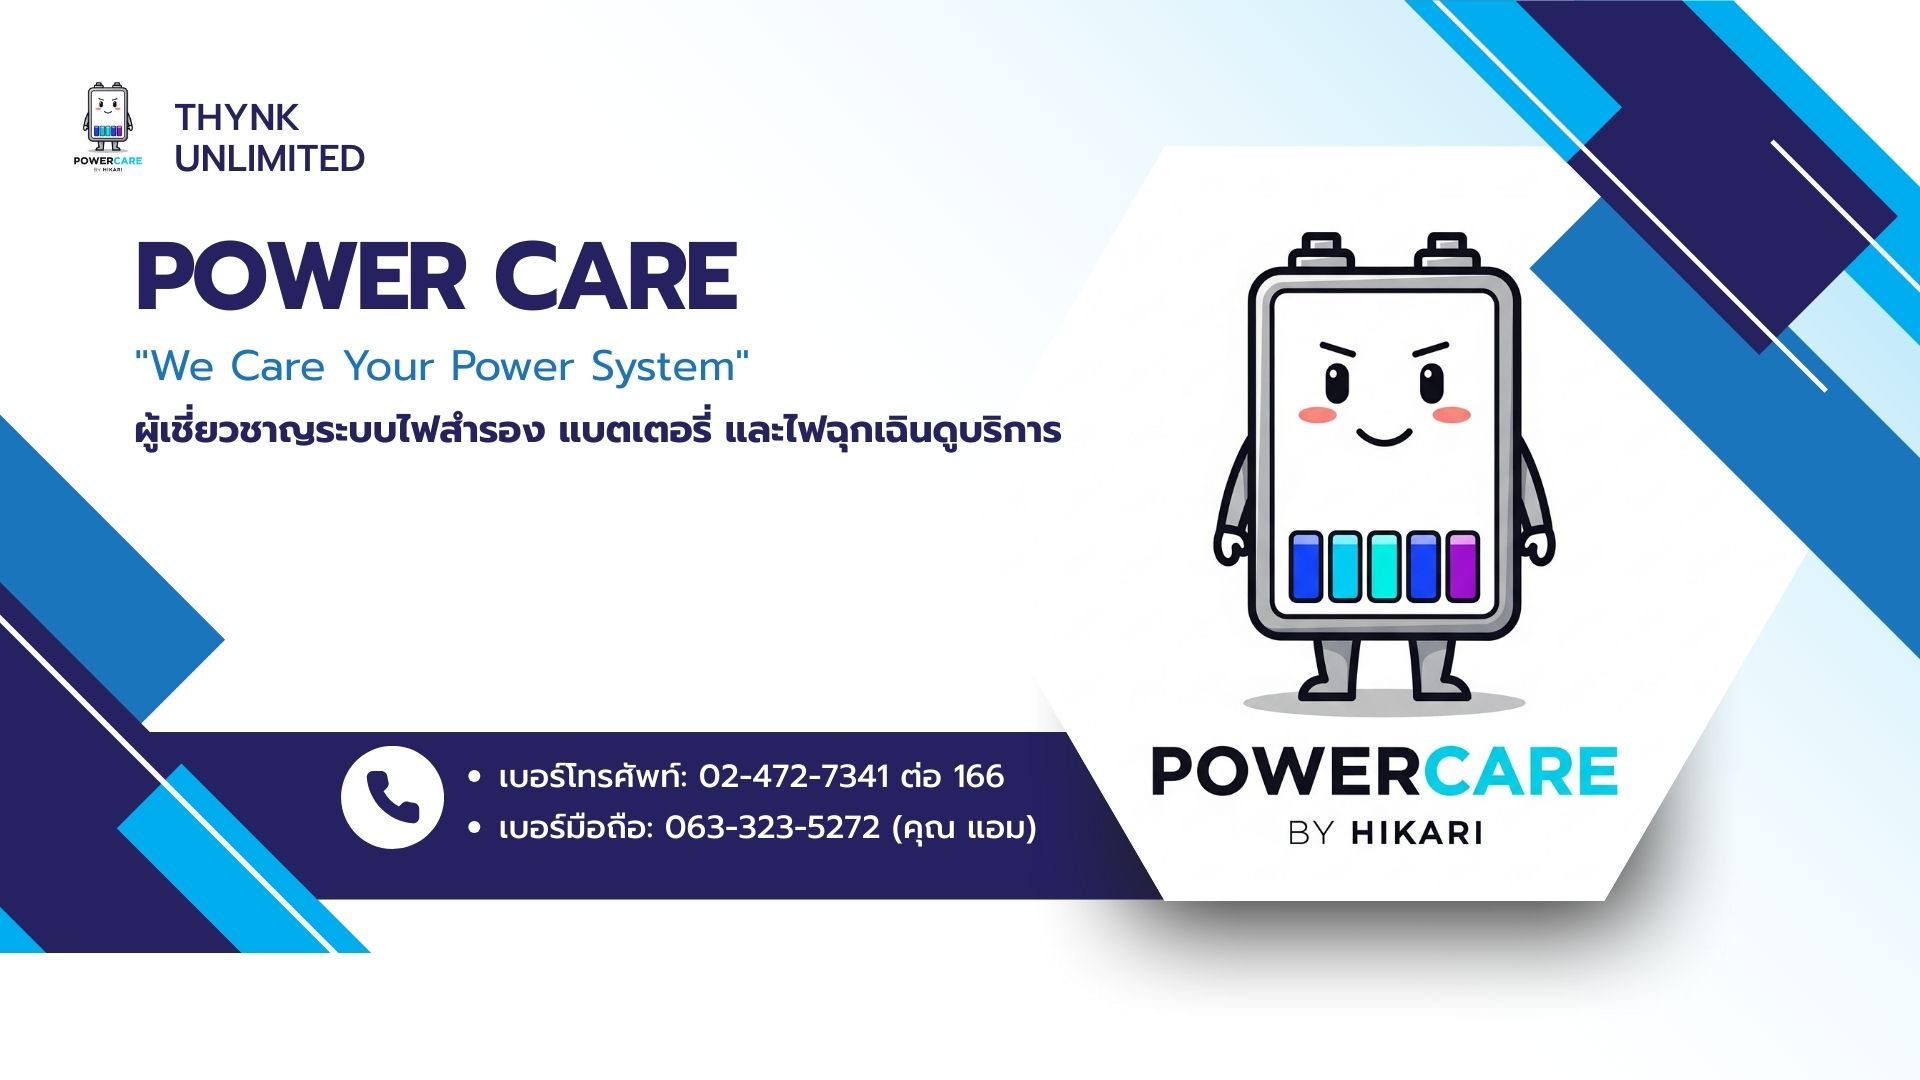 POWERCARE
BY HIKARI
THYNK
UNLIMITED
POWER CARE
"We Care Your Power System"
ผู้เชี่ยวชาญระบบไฟสำรอง แบตเตอรี่ และไฟฉุกเฉินดูบริการ
• เบอร์โทรศัพท์: 02-472-7341 ต่อ 166
• เบอร์มือถือ: 063-323-5272 (คุณ แอม)
POWERCARE
BY HIKARI